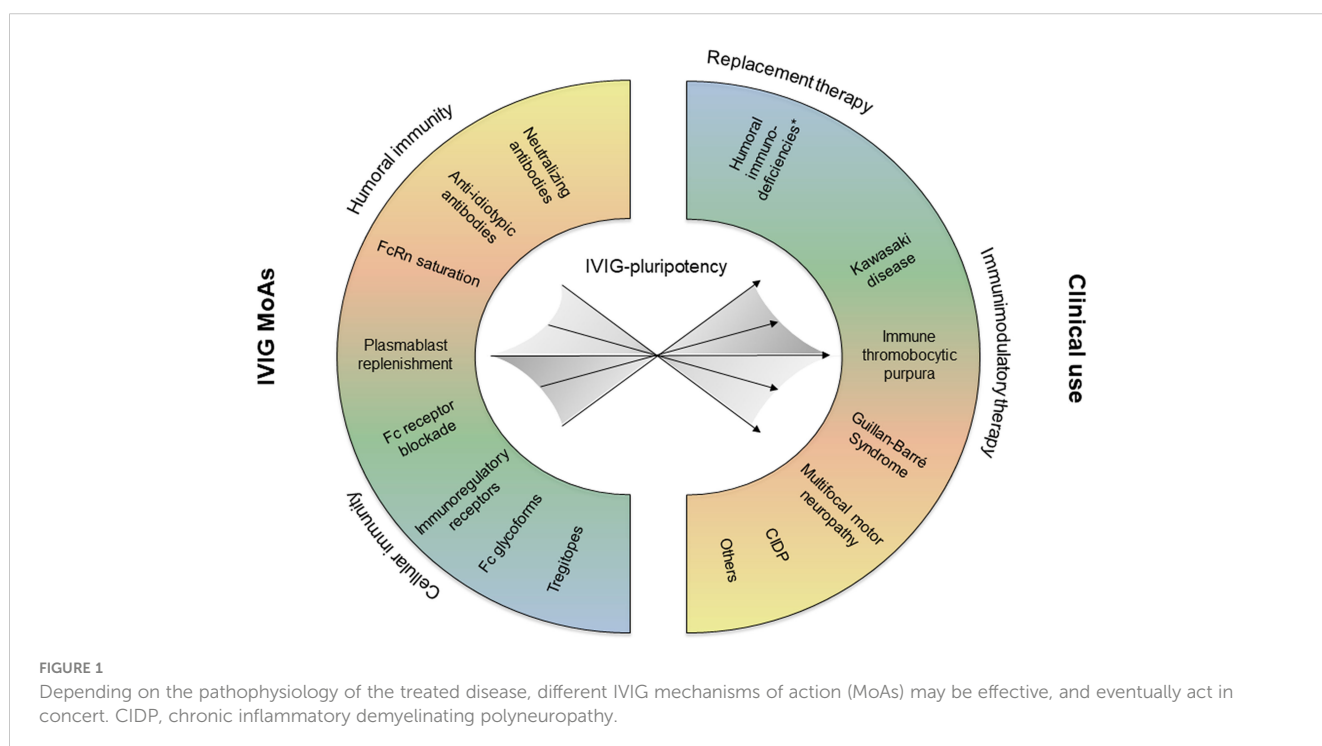 Replacement therapy
Humoral immunity
Neutralizing
antibodies
Anti-idiotypic
antibodies
FcRn saturation
IVIG MoAs
Plasmablast
replenishment
Fc receptor
blockade
Immunoregulatory
receptors
Fc glycoforms
Tregitopes
Cellular immunity
IVIG-pluripotency
Humoral
immuno-
deficiencies*
Kawasaki
disease
Immune
thromobocytic
purpura
Guillan-Barré
Syndrome
Multifocal motor
neuropathy
CIDP
Others
Immunimodulatory therapy
Clinical use
FIGURE 1
Depending on the pathophysiology of the treated disease, different IVIG mechanisms of action (MoAs) may be effective, and eventually act in
concert. CIDP, chronic inflammatory demyelinating polyneuropathy.